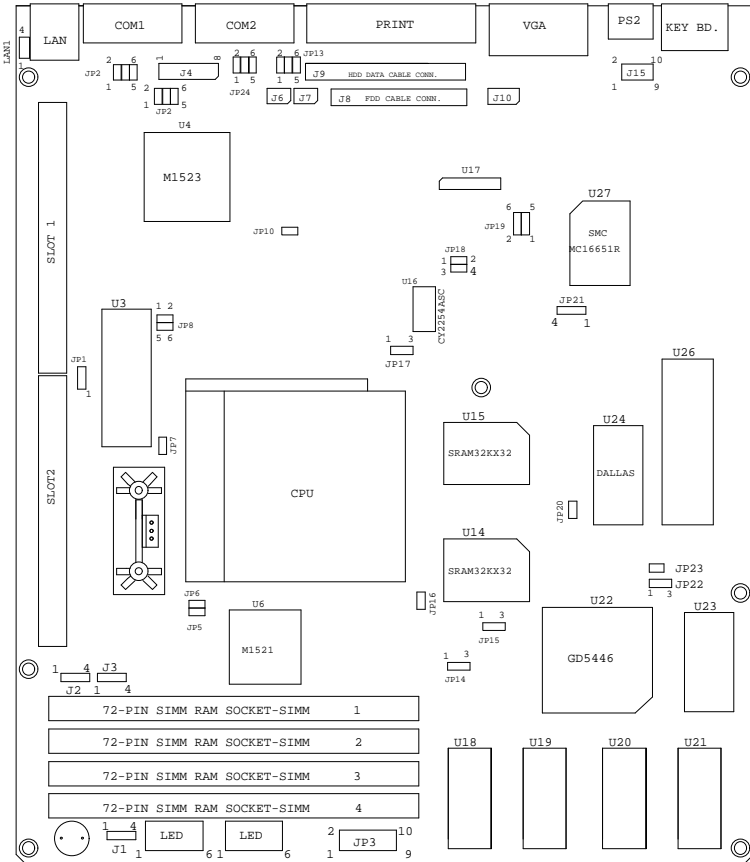 LAN1
4
1
LAN
COM1
COM2
PRINT
VGA
PS2
KEY BD.
2 6
JP2
1 5
1 8
J4
2 6
1 5
JP24
2 6
JP13
1 5
J9 HDD DATA CABLE CONN.
2 10
J15
1 9
2 6
1 5
JP2
J6
J7
J8 FDD CABLE CONN.
J10
U4
M1523
U17
JP10
6 5
JP19
2 1
U27
SMC
MC16651R
SLOT 1
JP18
1 2
3 4
U16
CY2254ASC
JP21
4 1
U3
1 2
JP8
5 6
1 3
JP17
JP1
1
U26
SLOT2
JP7
CPU
U15
SRAM32KX32
U24
DALLAS
JP20
U14
SRAM32KX32
JP23
JP22
1 3
JP6
JP5
JP16
U6
M1521
1 3
JP15
U22
GD5446
U23
1 3
JP14
1 4
J2
J3
1 4
72-PIN SIMM RAM SOCKET-SIMM 1
72-PIN SIMM RAM SOCKET-SIMM 2
72-PIN SIMM RAM SOCKET-SIMM 3
72-PIN SIMM RAM SOCKET-SIMM 4
U18
U19
U20
U21
1 4
J1
LED
1 6
LED
1 6
2 10
JP3
1 9